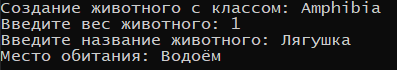 Создание животного с классом: Amphibia
Введите вес животного: 1
Введите название животного: Лягушка
Место обитания: Водоём